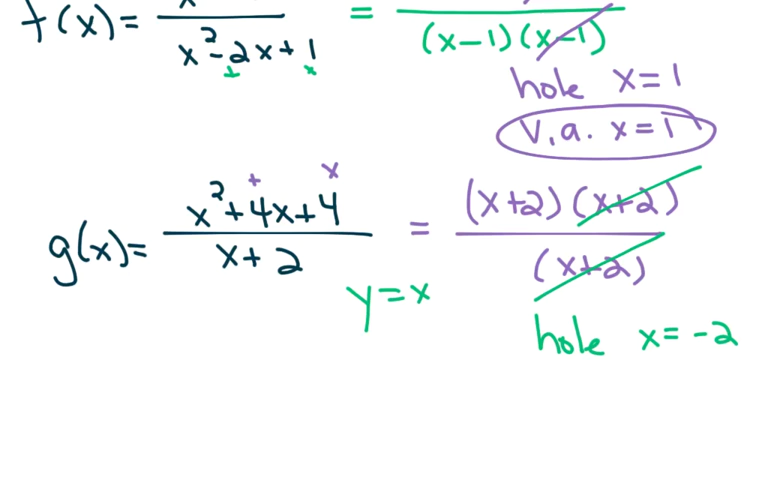 f(x)= / x²-2x+1 = / (x-1)(x-1)
hole x=1
V.a. x=1
g(x)= x²+4x+4 / x+2 = (x+2)(x+2) / (x+2)
y=x
hole x=-2